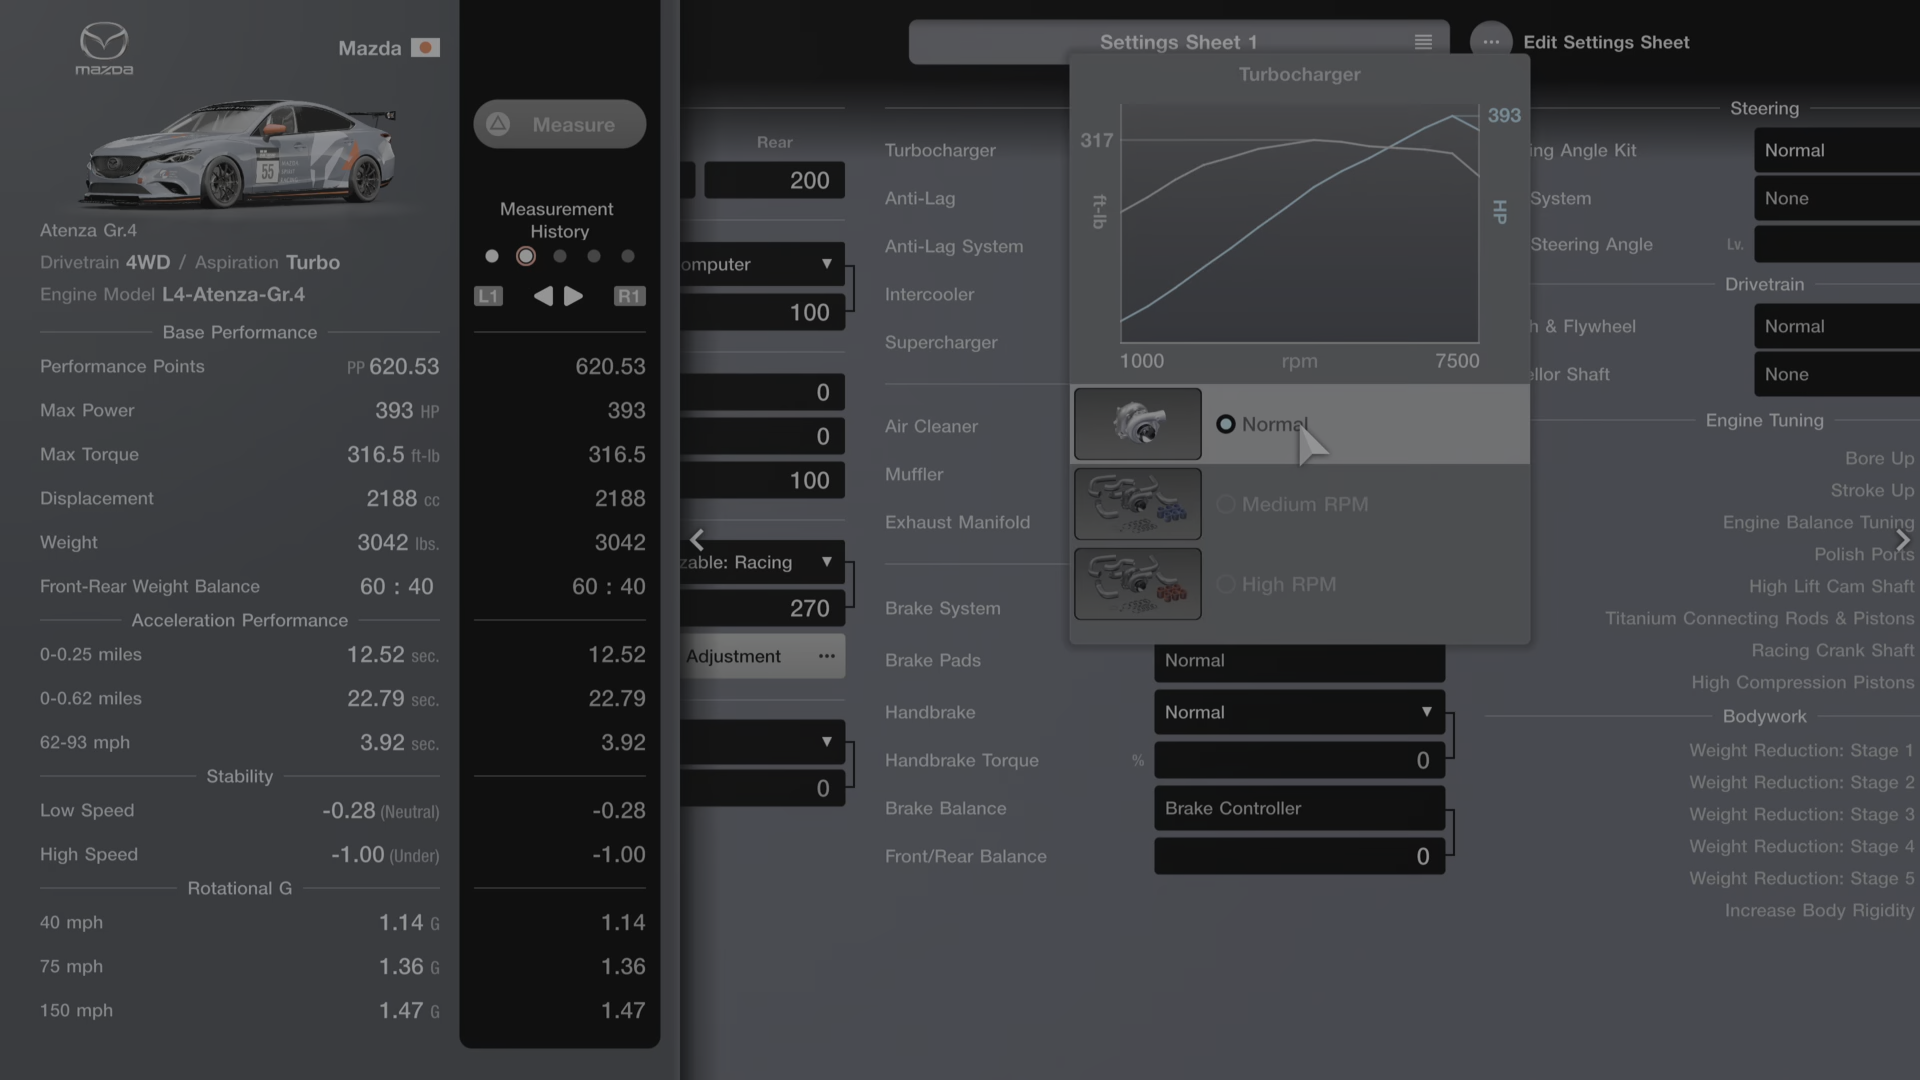 mazda
Mazda
55
Atenza Gr.4
Drivetrain 4WD / Aspiration Turbo
Engine Model L4-Atenza-Gr.4
Base Performance
Performance Points PP 620.53
Max Power 393 HP
Max Torque 316.5 ft-lb
Displacement 2188 cc
Weight 3042 lbs.
Front-Rear Weight Balance 60 : 40
Acceleration Performance
0-0.25 miles 12.52 sec.
0-0.62 miles 22.79 sec.
62-93 mph 3.92 sec.
Stability
Low Speed -0.28 (Neutral)
High Speed -1.00 (Under)
Rotational G
40 mph 1.14 G
75 mph 1.36 G
150 mph 1.47 G
Measure
Measurement
History
L1 R1
620.53
393
316.5
2188
3042
60 : 40
12.52
22.79
3.92
-0.28
-1.00
1.14
1.36
1.47
Settings Sheet 1
Edit Settings Sheet
Rear
200
omputer
100
0
0
100
zable: Racing
270
Adjustment
0
Turbocharger
Anti-Lag
Anti-Lag System
Intercooler
Supercharger
Air Cleaner
Muffler
Exhaust Manifold
Brake System
Brake Pads Normal
Handbrake Normal
Handbrake Torque % 0
Brake Balance Brake Controller
Front/Rear Balance 0
Turbocharger
317
393
ft-lb
HP
1000 rpm 7500
Normal
Medium RPM
High RPM
Steering
ing Angle Kit Normal
System None
Steering Angle Lv.
Drivetrain
h & Flywheel Normal
ellor Shaft None
Engine Tuning
Bore Up
Stroke Up
Engine Balance Tuning
Polish Ports
High Lift Cam Shaft
Titanium Connecting Rods & Pistons
Racing Crank Shaft
High Compression Pistons
Bodywork
Weight Reduction: Stage 1
Weight Reduction: Stage 2
Weight Reduction: Stage 3
Weight Reduction: Stage 4
Weight Reduction: Stage 5
Increase Body Rigidity